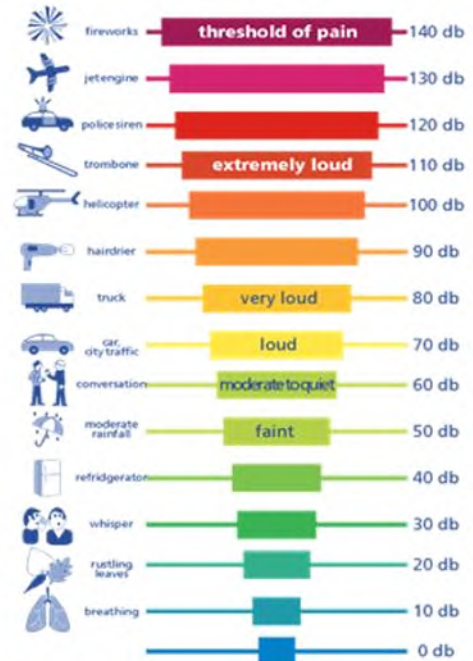 fireworks threshold of pain 140 db
jet engine 130 db
police siren 120 db
trombone extremely loud 110 db
helicopter 100 db
hairdrier 90 db
truck very loud 80 db
car,
city traffic loud 70 db
conversation moderate to quiet 60 db
moderate
rainfall faint 50 db
refridgerator 40 db
whisper 30 db
rustling
leaves 20 db
breathing 10 db
0 db